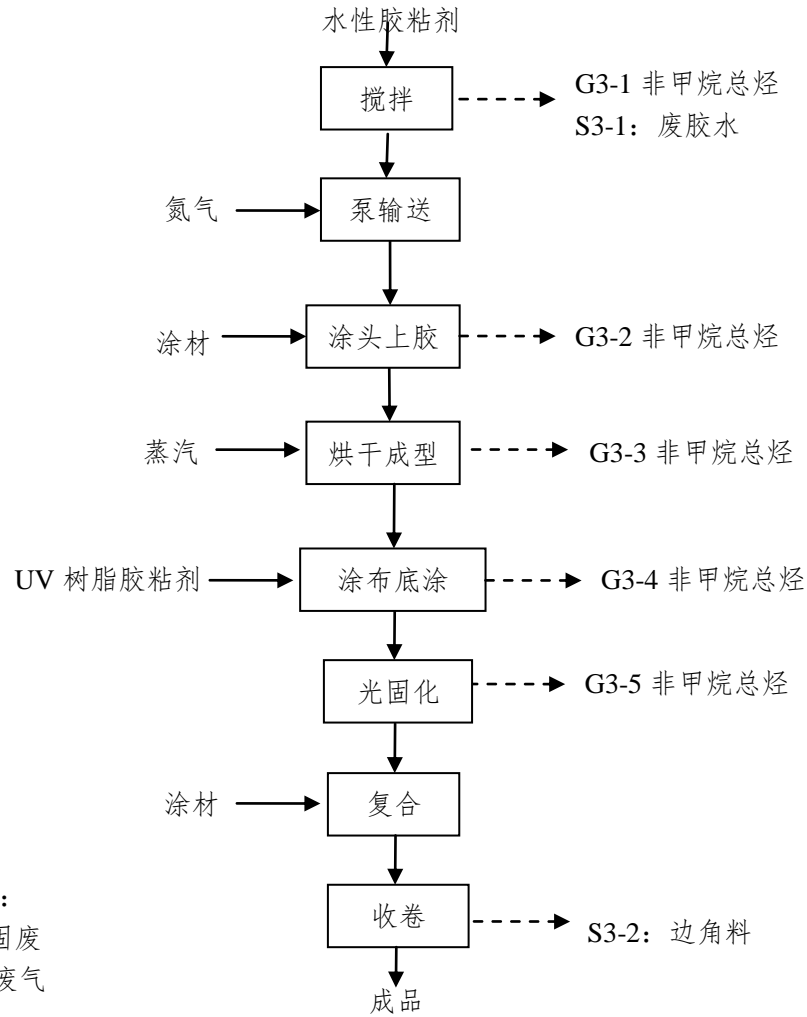 水性胶粘剂
搅拌
G3-1 非甲烷总烃
S3-1：废胶水
氮气
泵输送
涂材
涂头上胶
G3-2 非甲烷总烃
蒸汽
烘干成型
G3-3 非甲烷总烃
UV 树脂胶粘剂
涂布底涂
G3-4 非甲烷总烃
光固化
G3-5 非甲烷总烃
涂材
复合
：
固废
收卷
S3-2：边角料
废气
成品